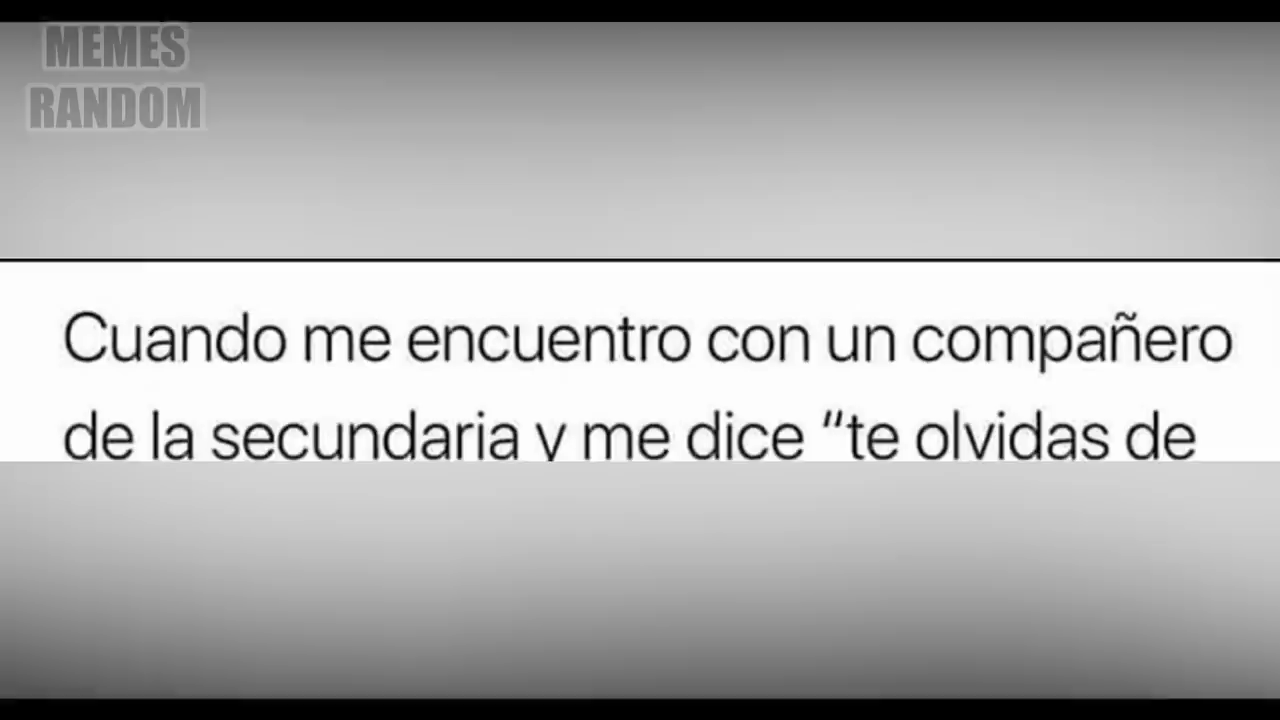 MEMES
RANDOM
Cuando me encuentro con un compañero
de la secundaria y me dice “te olvidas de